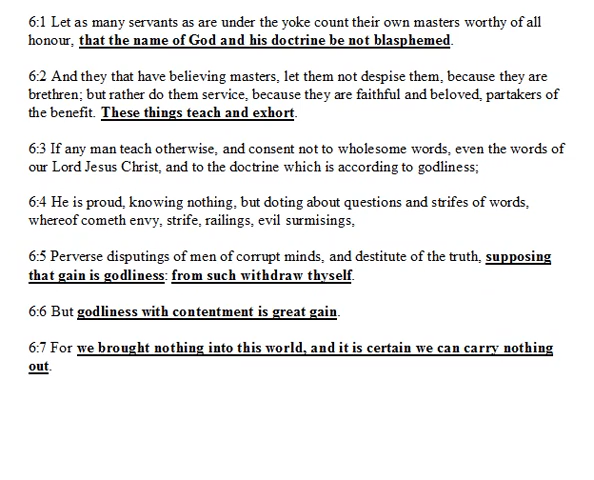 6:1 Let as many servants as are under the yoke count their own masters worthy of all
honour, that the name of God and his doctrine be not blasphemed.
6:2 And they that have believing masters, let them not despise them, because they are
brethren; but rather do them service, because they are faithful and beloved, partakers of
the benefit. These things teach and exhort.
6:3 If any man teach otherwise, and consent not to wholesome words, even the words of
our Lord Jesus Christ, and to the doctrine which is according to godliness;
6:4 He is proud, knowing nothing, but doting about questions and strifes of words,
whereof cometh envy, strife, railings, evil surmisings,
6:5 Perverse disputings of men of corrupt minds, and destitute of the truth, supposing
that gain is godliness: from such withdraw thyself.
6:6 But godliness with contentment is great gain.
6:7 For we brought nothing into this world, and it is certain we can carry nothing
out.